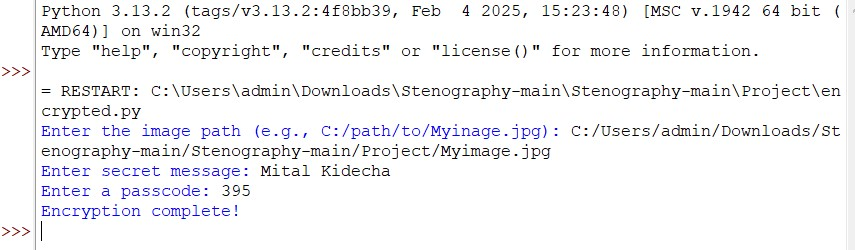 Python 3.13.2 (tags/v3.13.2:4f8bb39, Feb  4 2025, 15:23:48) [MSC v.1942 64 bit (
AMD64)] on win32
Type "help", "copyright", "credits" or "license()" for more information.
>>>
= RESTART: C:\Users\admin\Downloads\Stenography-main\Stenography-main\Project\en
crypted.py
Enter the image path (e.g., C:/path/to/Myinage.jpg): C:/Users/admin/Downloads/St
enography-main/Stenography-main/Project/Myimage.jpg
Enter secret message: Mital Kidecha
Enter a passcode: 395
Encryption complete!
>>>